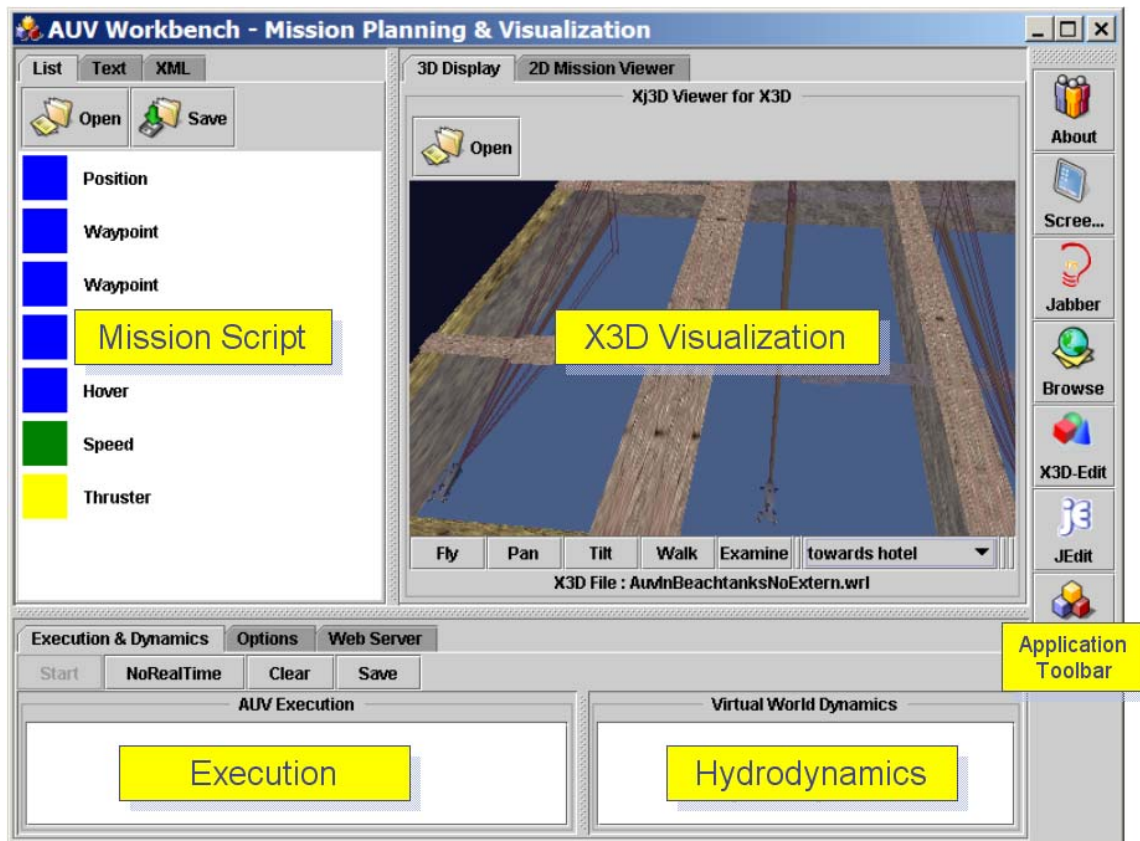 AUV Workbench - Mission Planning & Visualization
List Text XML
Open Save
Position
Waypoint
Waypoint
Mission Script
Hover
Speed
Thruster
3D Display 2D Mission Viewer
Xj3D Viewer for X3D
Open
X3D Visualization
Fly Pan Tilt Walk Examine towards hotel
X3D File : AuvInBeachtanksNoExtern.wrl
About
Scree...
Jabber
Browse
X3D-Edit
jE
JEdit
Application
Toolbar
Execution & Dynamics Options Web Server
Start NoRealTime Clear Save
AUV Execution
Execution
Virtual World Dynamics
Hydrodynamics